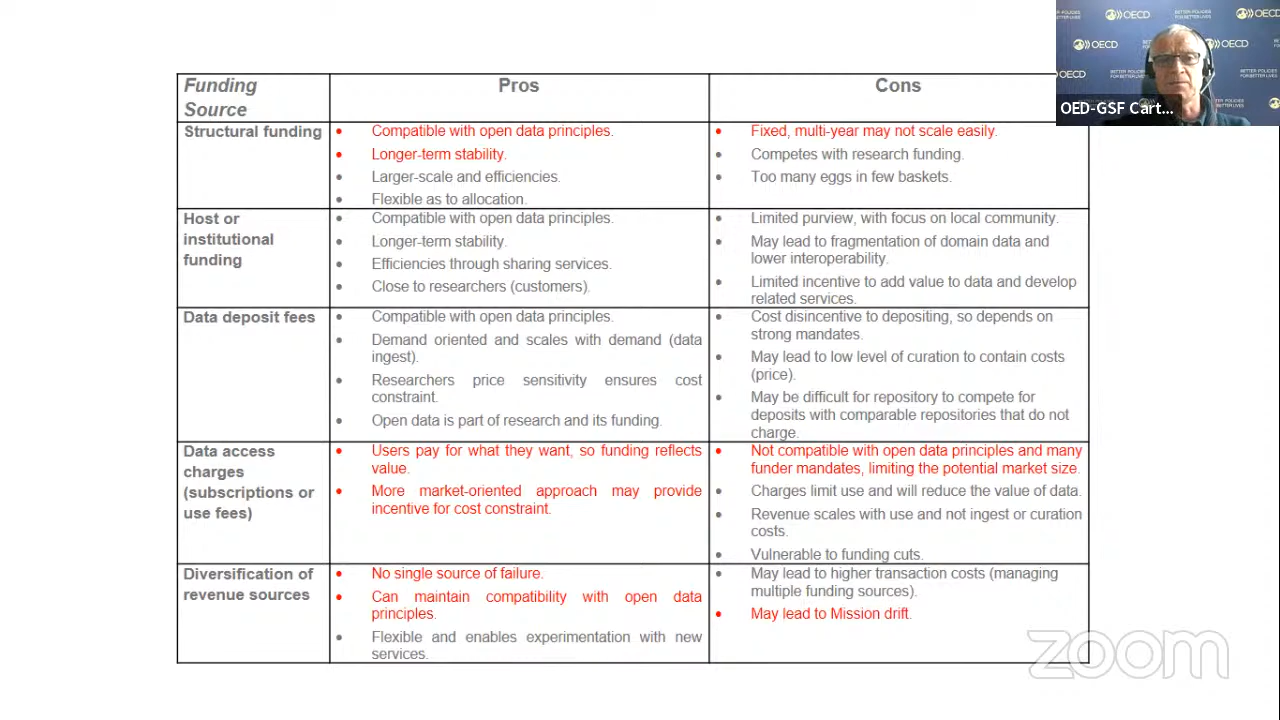 Funding Source
Pros
Cons
Structural funding
• Compatible with open data principles.
• Longer-term stability.
• Larger-scale and efficiencies.
• Flexible as to allocation.
• Fixed, multi-year may not scale easily.
• Competes with research funding.
• Too many eggs in few baskets.
Host or
institutional
funding
• Compatible with open data principles.
• Longer-term stability.
• Efficiencies through sharing services.
• Close to researchers (customers).
• Limited purview, with focus on local community.
• May lead to fragmentation of domain data and
lower interoperability.
• Limited incentive to add value to data and develop
related services.
Data deposit fees
• Compatible with open data principles.
• Demand oriented and scales with demand (data
ingest).
• Researchers price sensitivity ensures cost
constraint.
• Open data is part of research and its funding.
• Cost disincentive to depositing, so depends on
strong mandates.
• May lead to low level of curation to contain costs
(price).
• May be difficult for repository to compete for
deposits with comparable repositories that do not
charge.
Data access
charges
(subscriptions or
use fees)
• Users pay for what they want, so funding reflects
value.
• More market-oriented approach may provide
incentive for cost constraint.
• Not compatible with open data principles and many
funder mandates, limiting the potential market size.
• Charges limit use and will reduce the value of data.
• Revenue scales with use and not ingest or curation
costs.
• Vulnerable to funding cuts.
Diversification of
revenue sources
• No single source of failure.
• Can maintain compatibility with open data
principles.
• Flexible and enables experimentation with new
services.
• May lead to higher transaction costs (managing
multiple funding sources).
• May lead to Mission drift.
OECD
OECD
OECD
OECD
OECD
BETTER POLICIES
FOR BETTER LIVES
OED-GSF Cart...
zoom